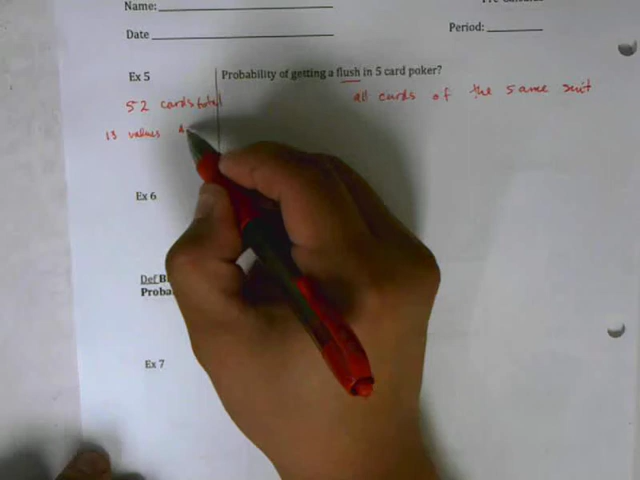 Name:
Date
Period:
Ex 5
Probability of getting a flush in 5 card poker?
52 cards total
all cards of the same suit
13 values
Ex 6
Def
Ex 7